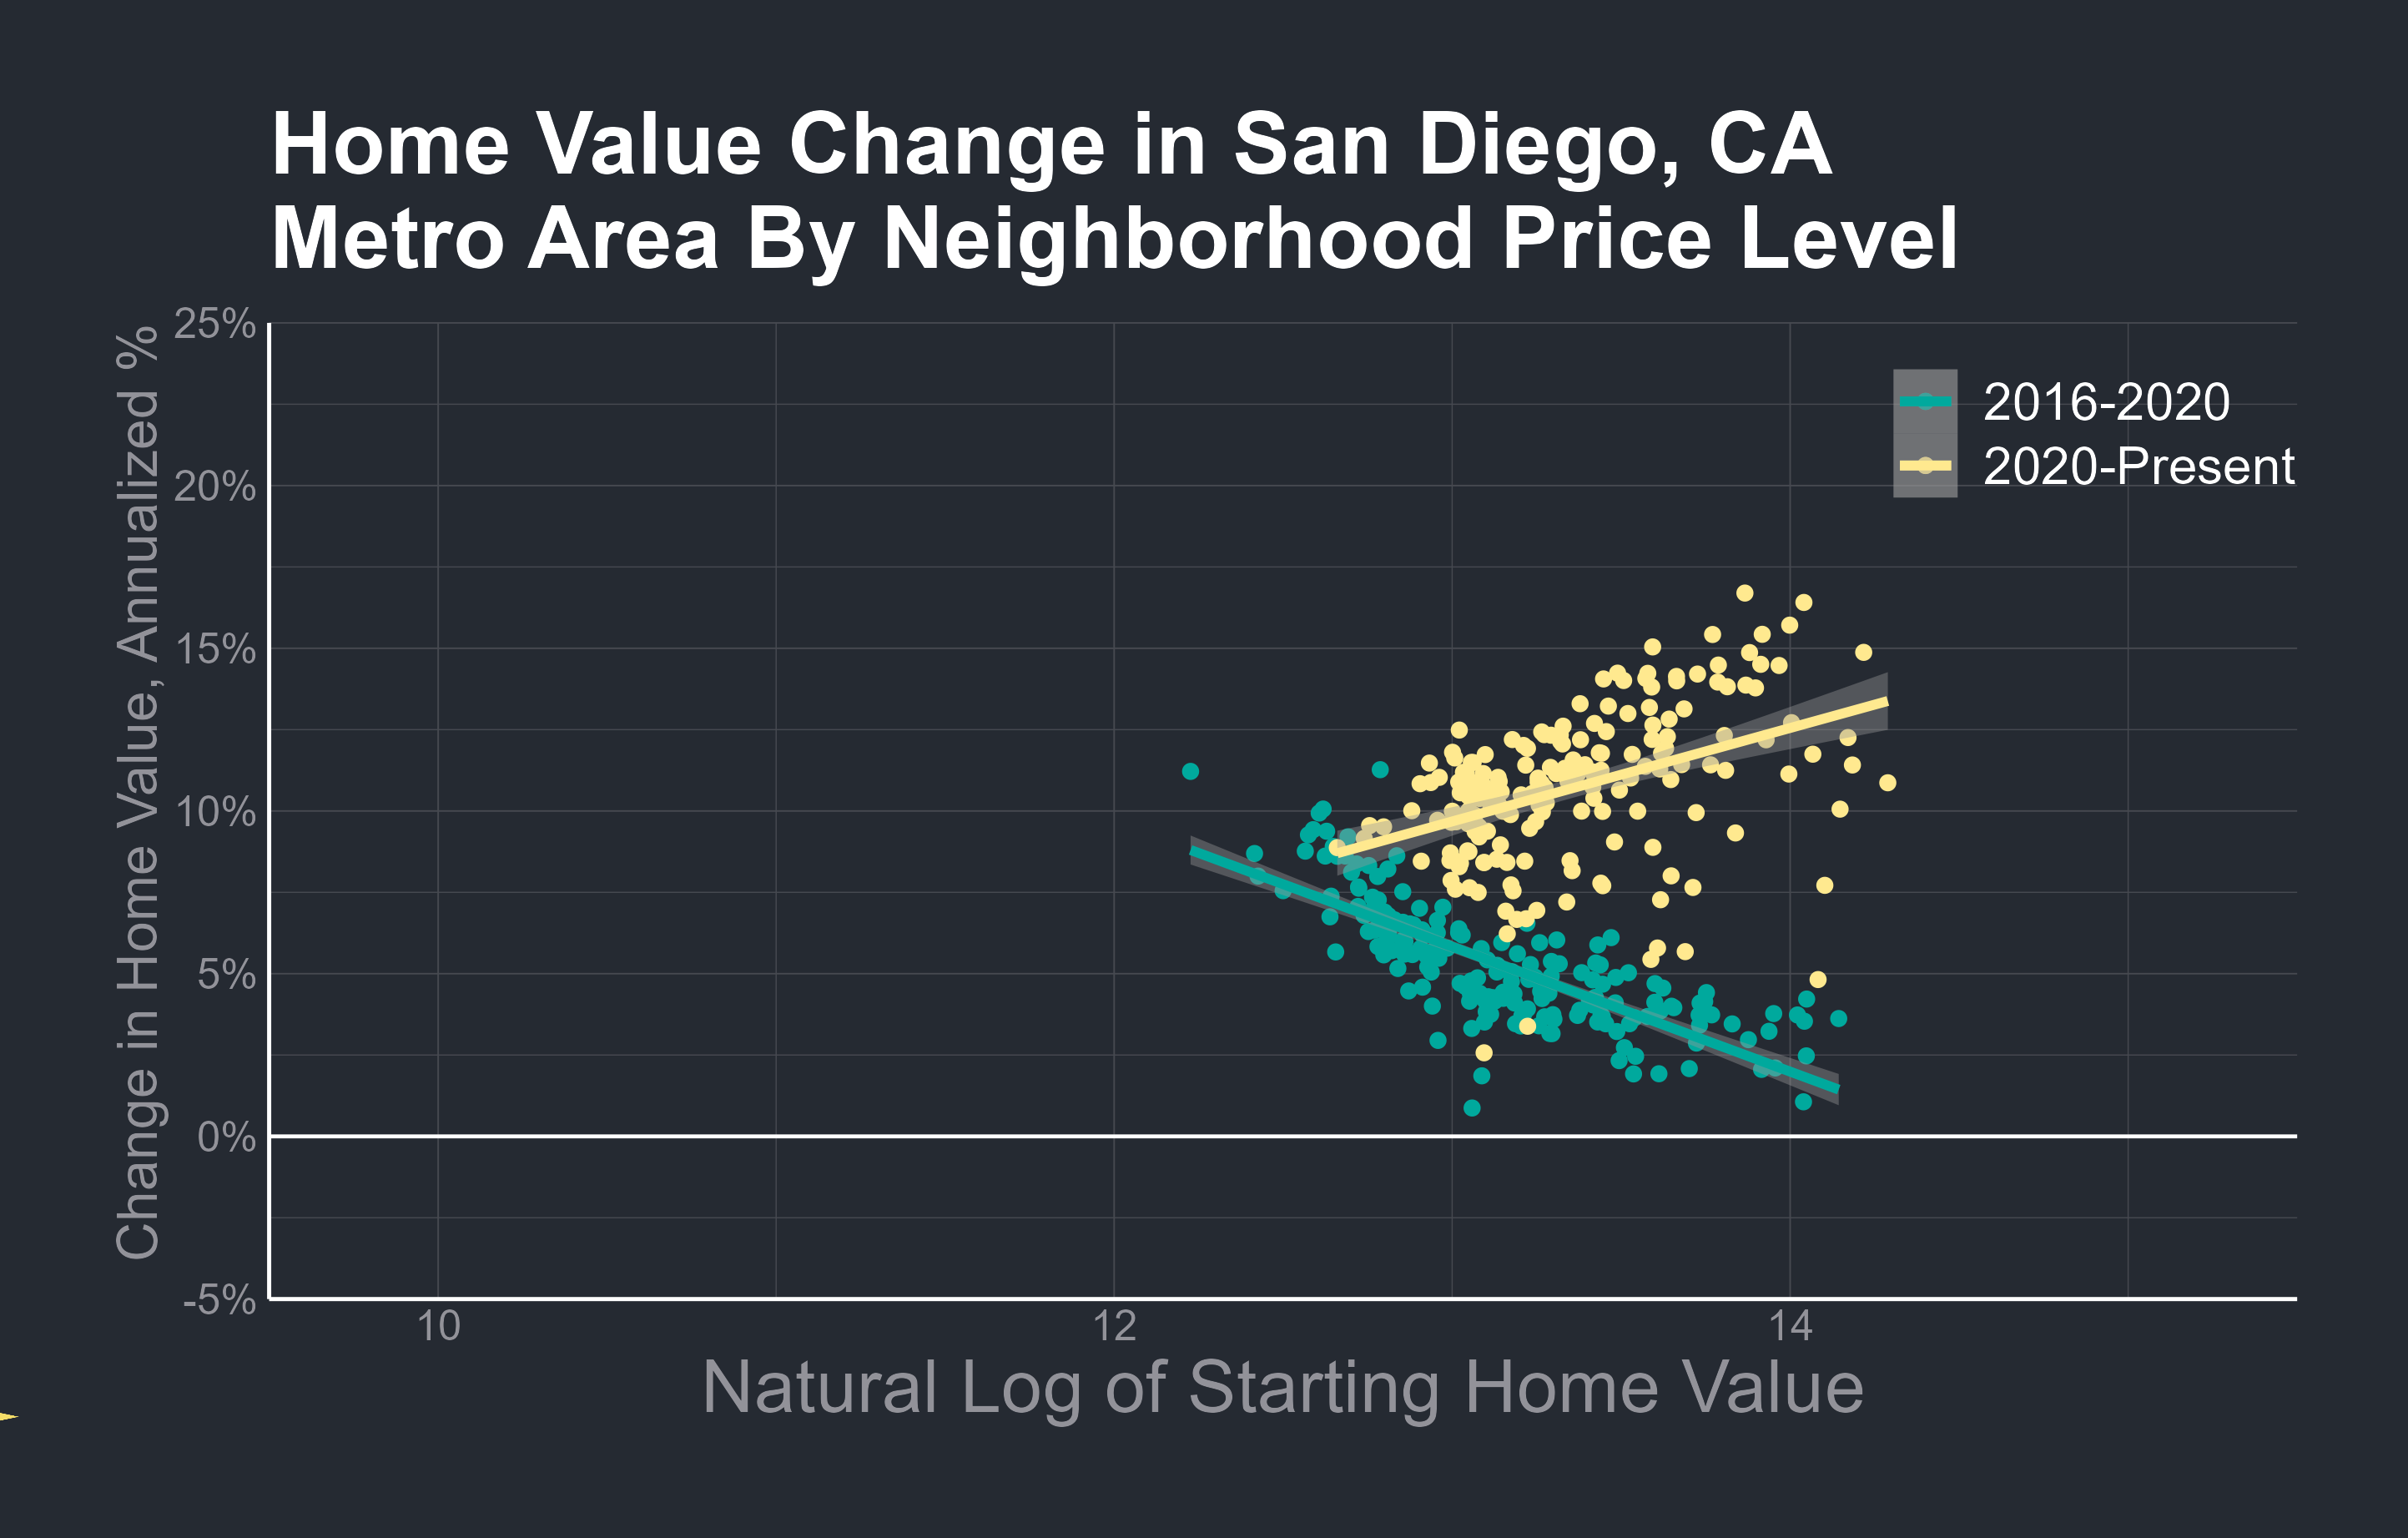 Home Value Change in San Diego, CA
Metro Area By Neighborhood Price Level
Change in Home Value, Annualized %
25%
20%
15%
10%
5%
0%
-5%
2016-2020
2020-Present
10
12
14
Natural Log of Starting Home Value